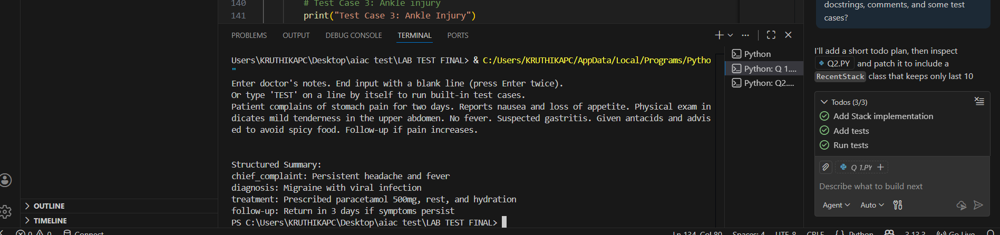 140 # Test Case 3: Ankle injury
141 print("Test Case 3: Ankle Injury")
PROBLEMS OUTPUT DEBUG CONSOLE TERMINAL PORTS
Users\KRUTHIKAPC\Desktop\aiac test\LAB TEST FINAL> & C:/Users/KRUTHIKAPC/AppData/Local/Programs/Pytho
"
Enter doctor's notes. End input with a blank line (press Enter twice).
Or type 'TEST' on a line by itself to run built-in test cases.
Patient complains of stomach pain for two days. Reports nausea and loss of appetite. Physical exam in
dicates mild tenderness in the upper abdomen. No fever. Suspected gastritis. Given antacids and advis
ed to avoid spicy food. Follow-up if pain increases.
Structured Summary:
chief_complaint: Persistent headache and fever
diagnosis: Migraine with viral infection
treatment: Prescribed paracetamol 500mg, rest, and hydration
follow-up: Return in 3 days if symptoms persist
PS C:\Users\KRUTHIKAPC\Desktop\aiac test\LAB TEST FINAL>
Python
Python: Q 1....
Python: Q2....
docstrings, comments, and some test
cases?
I'll add a short todo plan, then inspect
Q2.PY and patch it to include a
RecentStack class that keeps only last 10
Todos (3/3)
Add Stack implementation
Add tests
Run tests
Q 1.PY +
Describe what to build next
Agent Auto
OUTLINE
TIMELINE
0 0 Connect Ln 134, Col 80 Spaces: 4 UTF-8 CRLF { } Python 3.13.3 Go Live